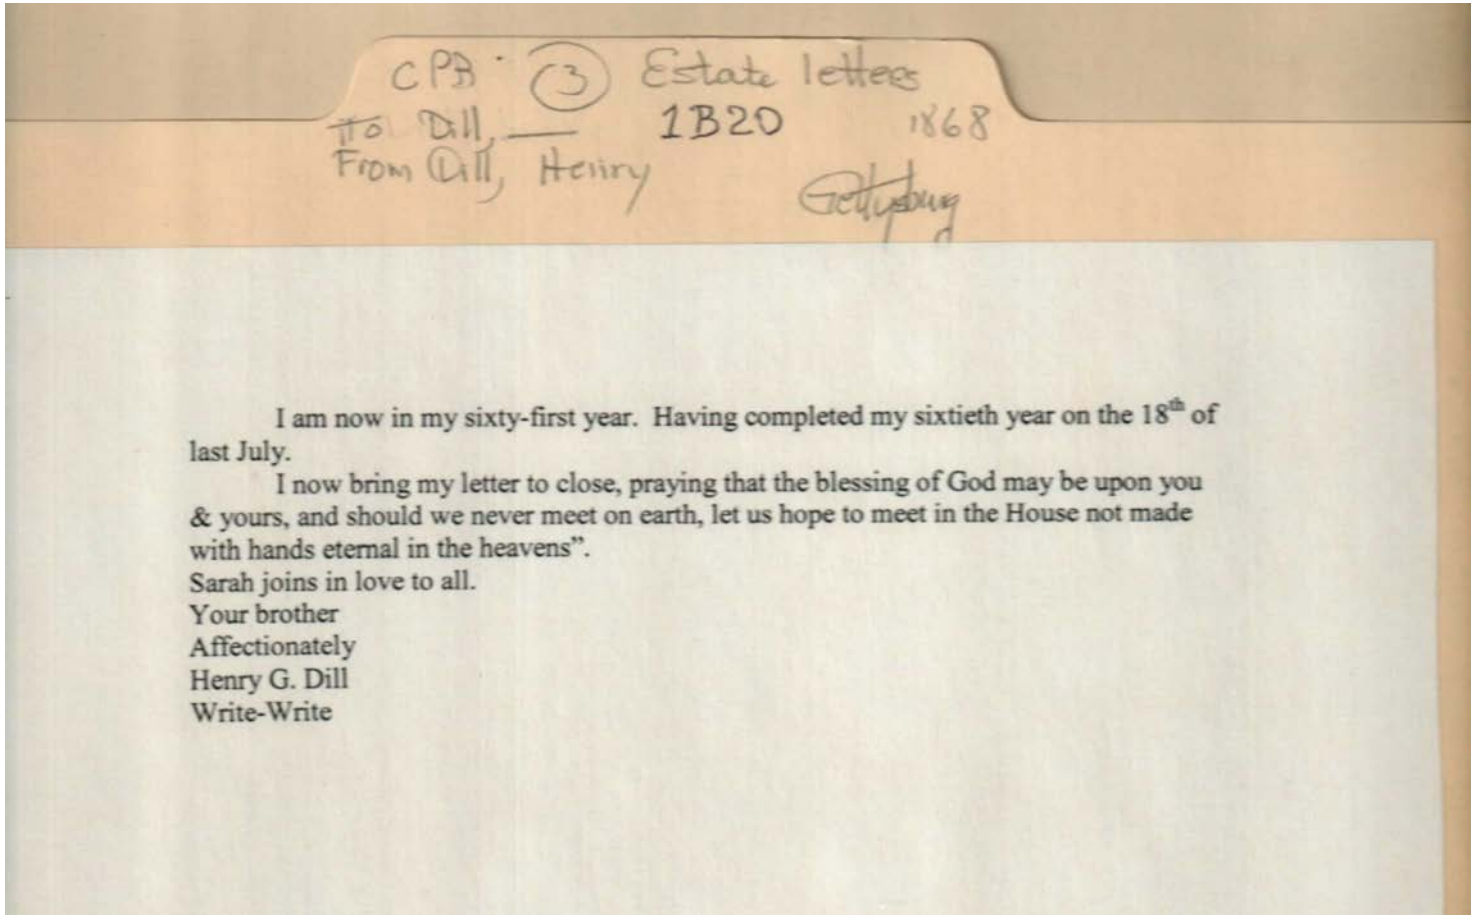 CPB · 3 Estate letters
To Dill, — 1B20 1868
From Dill, Henry
Gettysburg
I am now in my sixty-first year. Having completed my sixtieth year on the 18th of
last July.
I now bring my letter to close, praying that the blessing of God may be upon you
& yours, and should we never meet on earth, let us hope to meet in the House not made
with hands eternal in the heavens”.
Sarah joins in love to all.
Your brother
Affectionately
Henry G. Dill
Write-Write